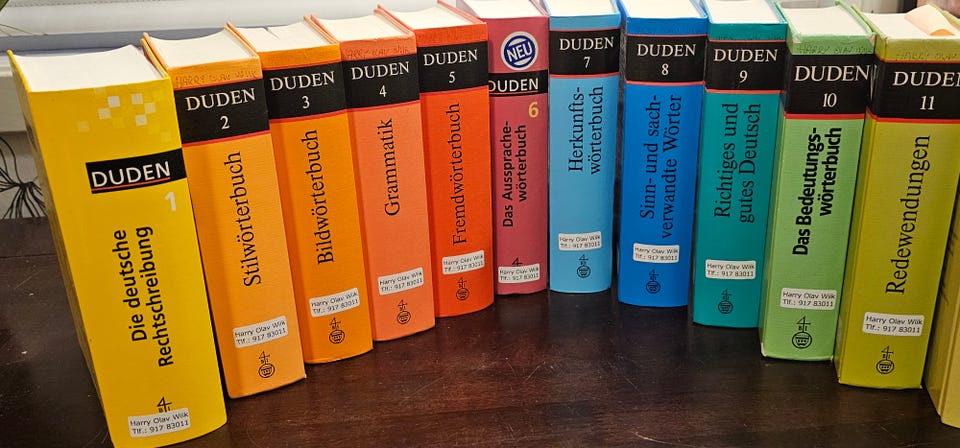 DUDEN
1
Die deutsche
Rechtschreibung
Harry Olav Wiik
Tlf.: 917 83011
DUDEN
2
Stilwörterbuch
Harry Olav Wiik
Tlf.: 917 83011
DUDEN
3
Bildwörterbuch
Harry Olav Wiik
Tlf.: 917 83011
DUDEN
4
Grammatik
Harry Olav Wiik
Tlf.: 917 83011
DUDEN
5
Fremdwörterbuch
Harry Olav Wiik
Tlf.: 917 83011
NEU
DUDEN
6
Das Aussprache-
wörterbuch
Harry Olav Wiik
Tlf.: 917 83011
DUDEN
7
Herkunfts-
wörterbuch
Harry Olav Wiik
Tlf.: 917 83011
DUDEN
8
Sinn- und sach-
verwandte Wörter
Harry Olav Wiik
Tlf.: 917 83011
DUDEN
9
Richtiges und
gutes Deutsch
Harry Olav Wiik
Tlf.: 917 83011
DUDEN
10
Das Bedeutungs-
wörterbuch
Harry Olav Wiik
Tlf.: 917 83011
DUDEN
11
Redewendungen
Harry Olav Wiik
Tlf.: 917 83011